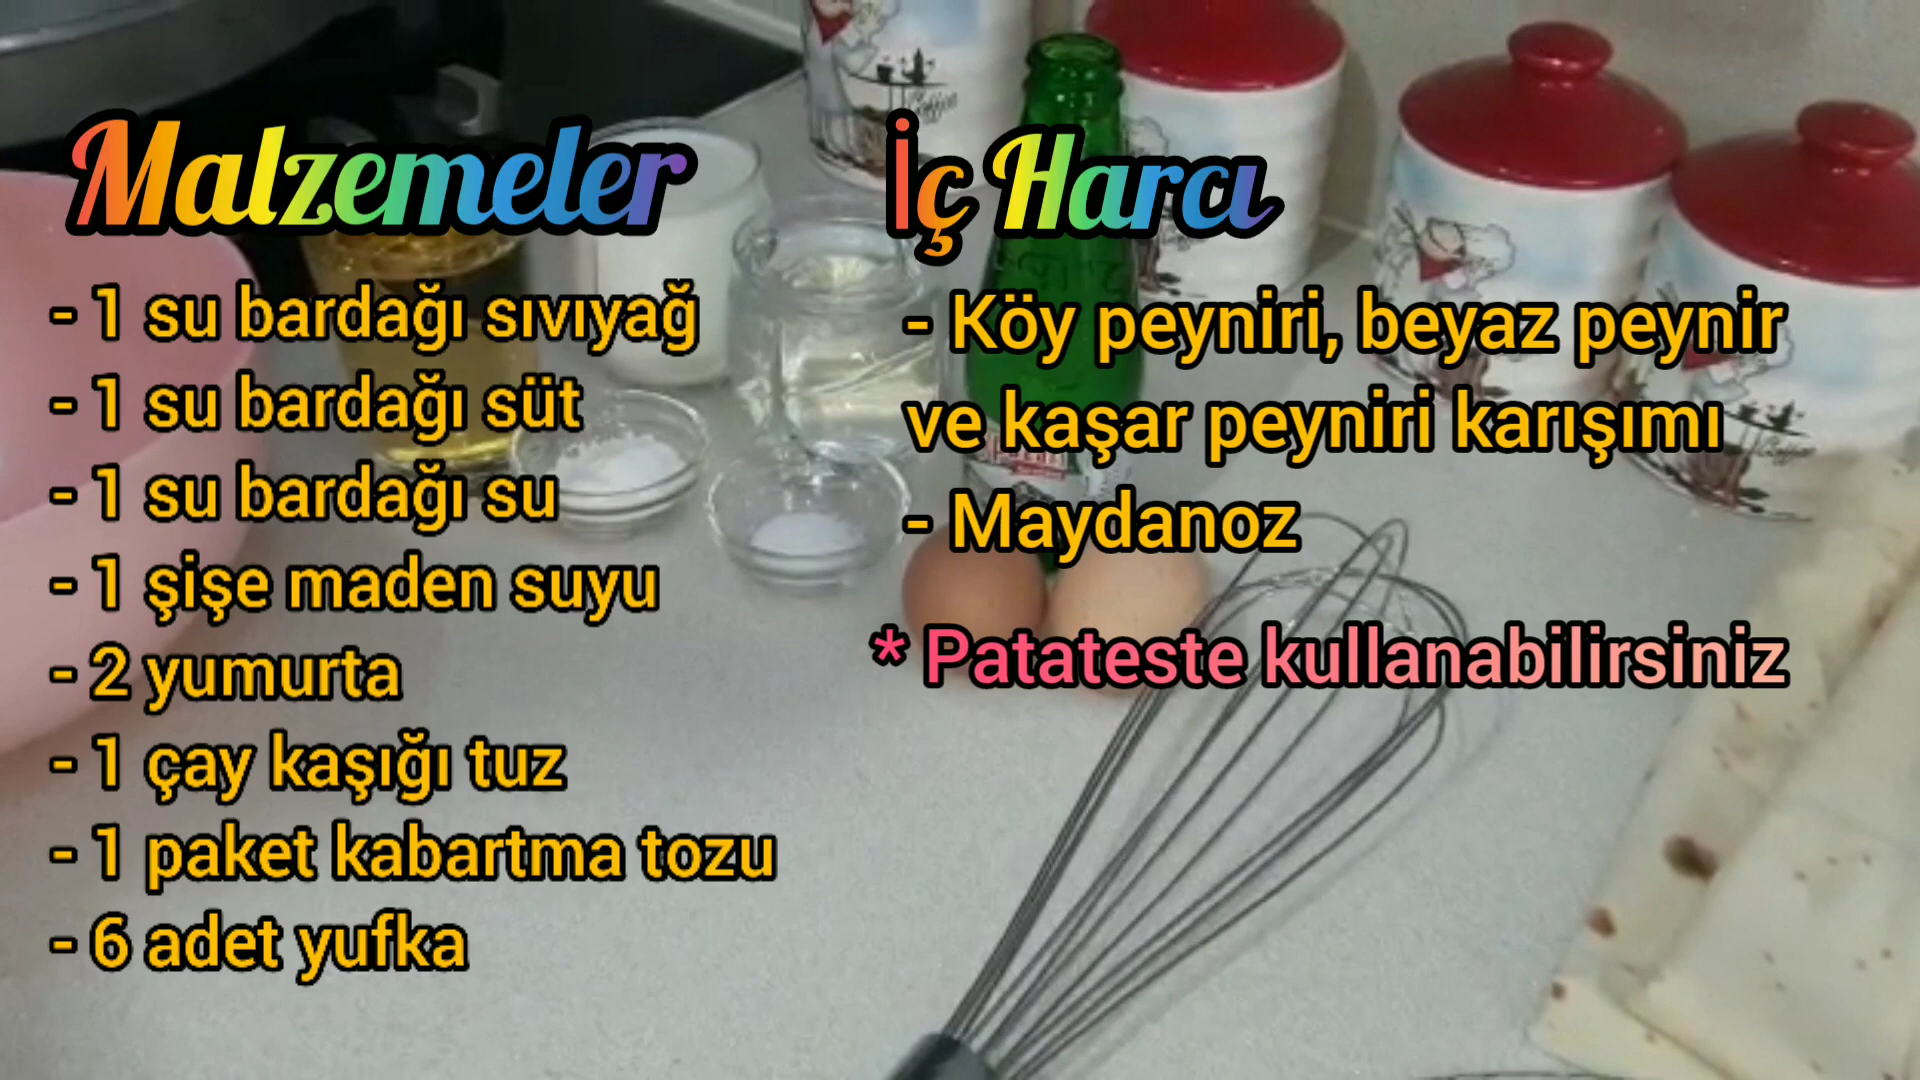 Malzemeler
- 1 su bardağı sıvıyağ
- 1 su bardağı süt
- 1 su bardağı su
- 1 şişe maden suyu
- 2 yumurta
- 1 çay kaşığı tuz
- 1 paket kabartma tozu
- 6 adet yufka
İç Harcı
- Köy peyniri, beyaz peynir
ve kaşar peyniri karışımı
- Maydanoz
* Patateste kullanabilirsiniz